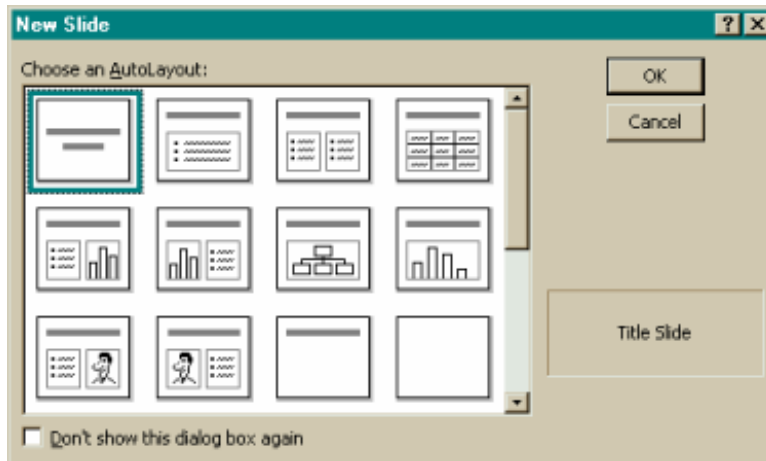 New Slide
Choose an AutoLayout:
OK
Cancel
Title Slide
Don't show this dialog box again